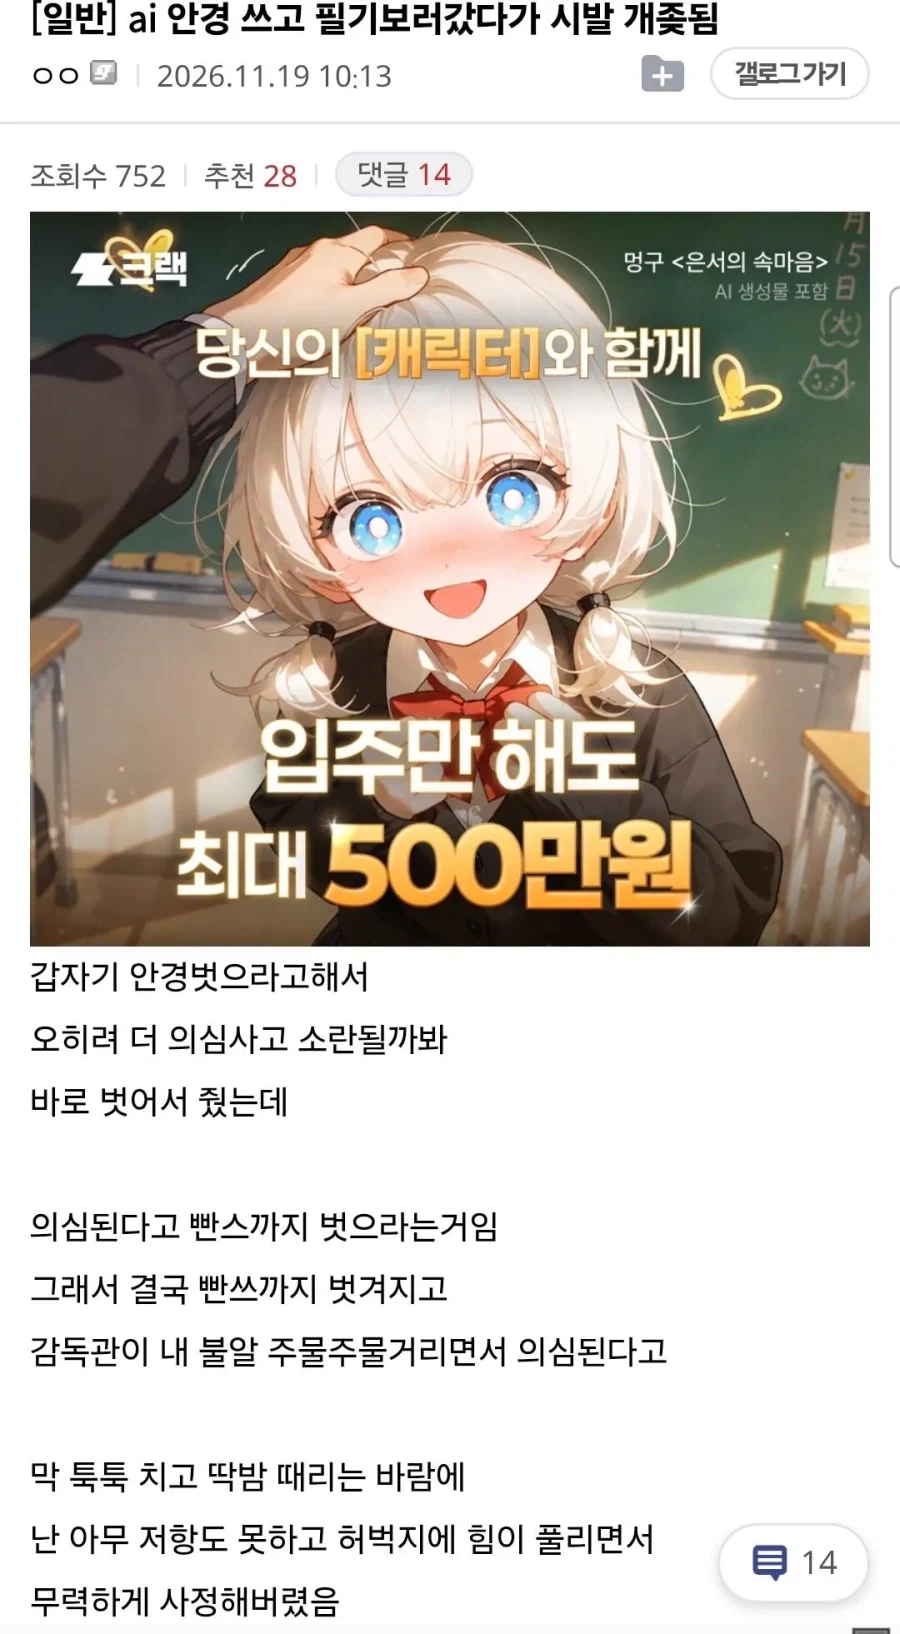 [일반] ai 안경 쓰고 필기보러갔다가 시발 개좆됨
ㅇㅇ 2026.11.19 10:13
갤로그 가기
조회수 752 추천 28 댓글 14
크랙
멍구 <은서의 속마음>
AI 생성물 포함
月
15
日
(火)
당신의 [캐릭터]와 함께
입주만 해도
최대 500만원
갑자기 안경벗으라고해서
오히려 더 의심사고 소란될까봐
바로 벗어서 줬는데
의심된다고 빤스까지 벗으라는거임
그래서 결국 빤쓰까지 벗겨지고
감독관이 내 불알 주물주물거리면서 의심된다고
막 툭툭 치고 딱밤 때리는 바람에
난 아무 저항도 못하고 허벅지에 힘이 풀리면서
무력하게 사정해버렸음
14